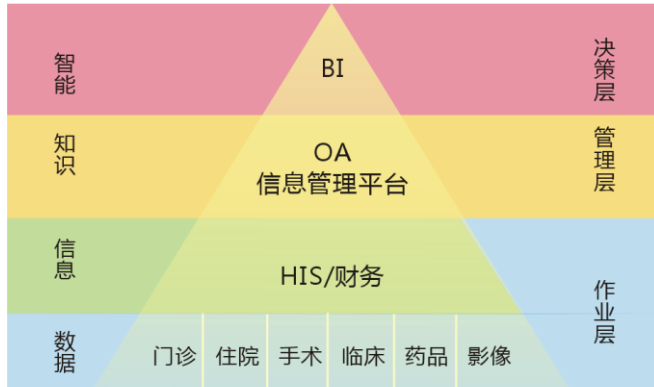 智能
BI
决策层
知识
OA
信息管理平台
管理层
信息
HIS/财务
作业层
数据
门诊 住院 手术 临床 药品 影像